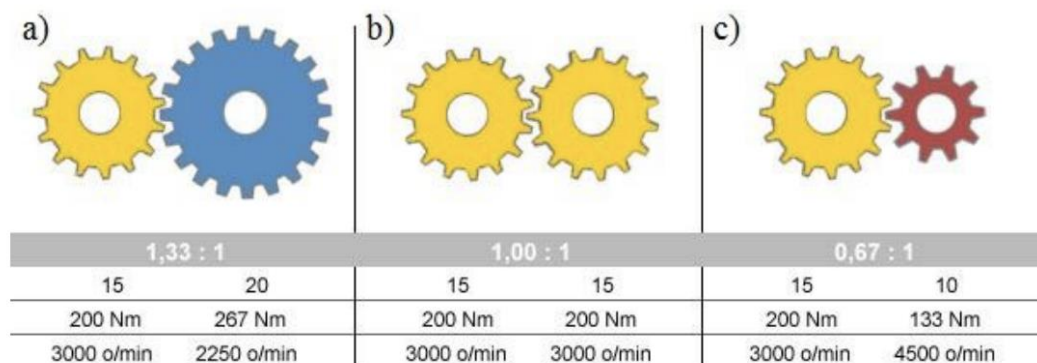 a) b) c)
1,33 : 1 1,00 : 1 0,67 : 1
15 20 15 15 15 10
200 Nm 267 Nm 200 Nm 200 Nm 200 Nm 133 Nm
3000 o/min 2250 o/min 3000 o/min 3000 o/min 3000 o/min 4500 o/min